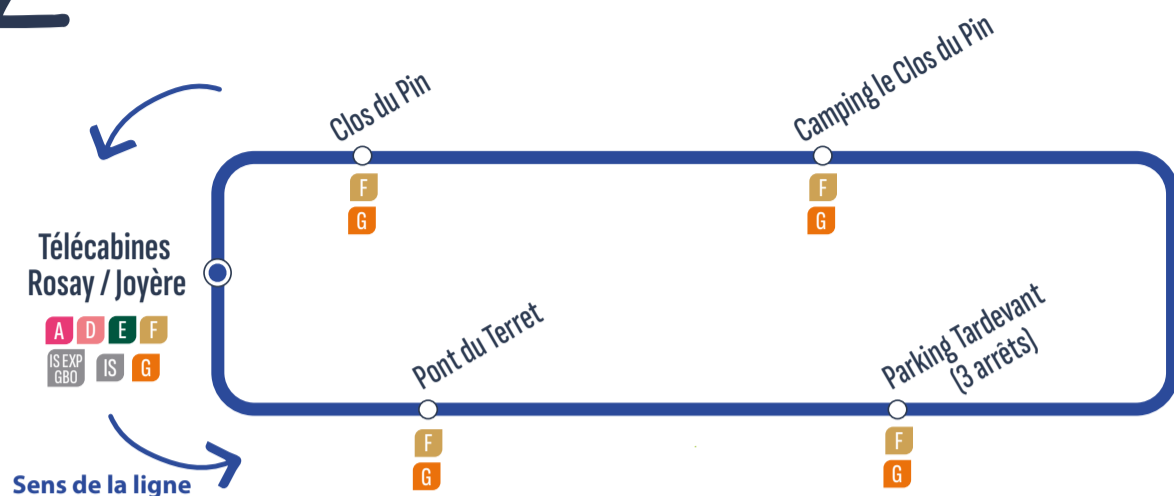 Clos du Pin
F
G
Camping le Clos du Pin
F
G
Télécabines
Rosay / Joyère
A D E F
IS EXP
GBO
IS G
Pont du Terret
F
G
Parking Tardevant
(3 arrêts)
F
G
Sens de la ligne